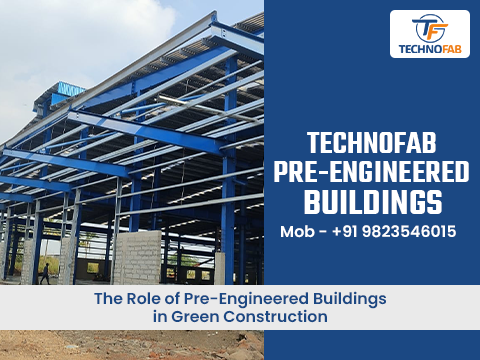 TF
TECHNOFAB
TECHNOFAB
PRE-ENGINEERED
BUILDINGS
Mob - +91 9823546015
The Role of Pre-Engineered Buildings
in Green Construction